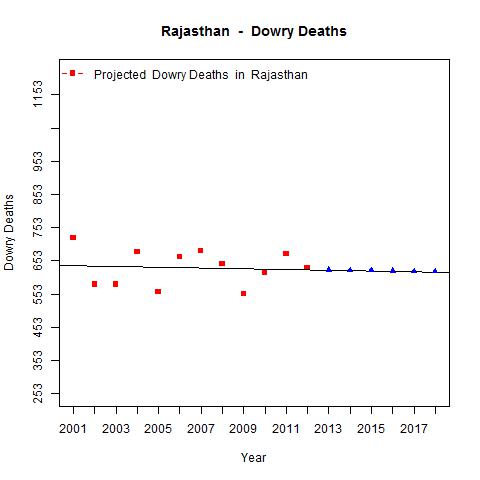 Rajasthan - Dowry Deaths
Projected Dowry Deaths in Rajasthan
1153
953
853
753
653
553
453
353
253
Dowry Deaths
2001 2003 2005 2007 2009 2011 2013 2015 2017
Year